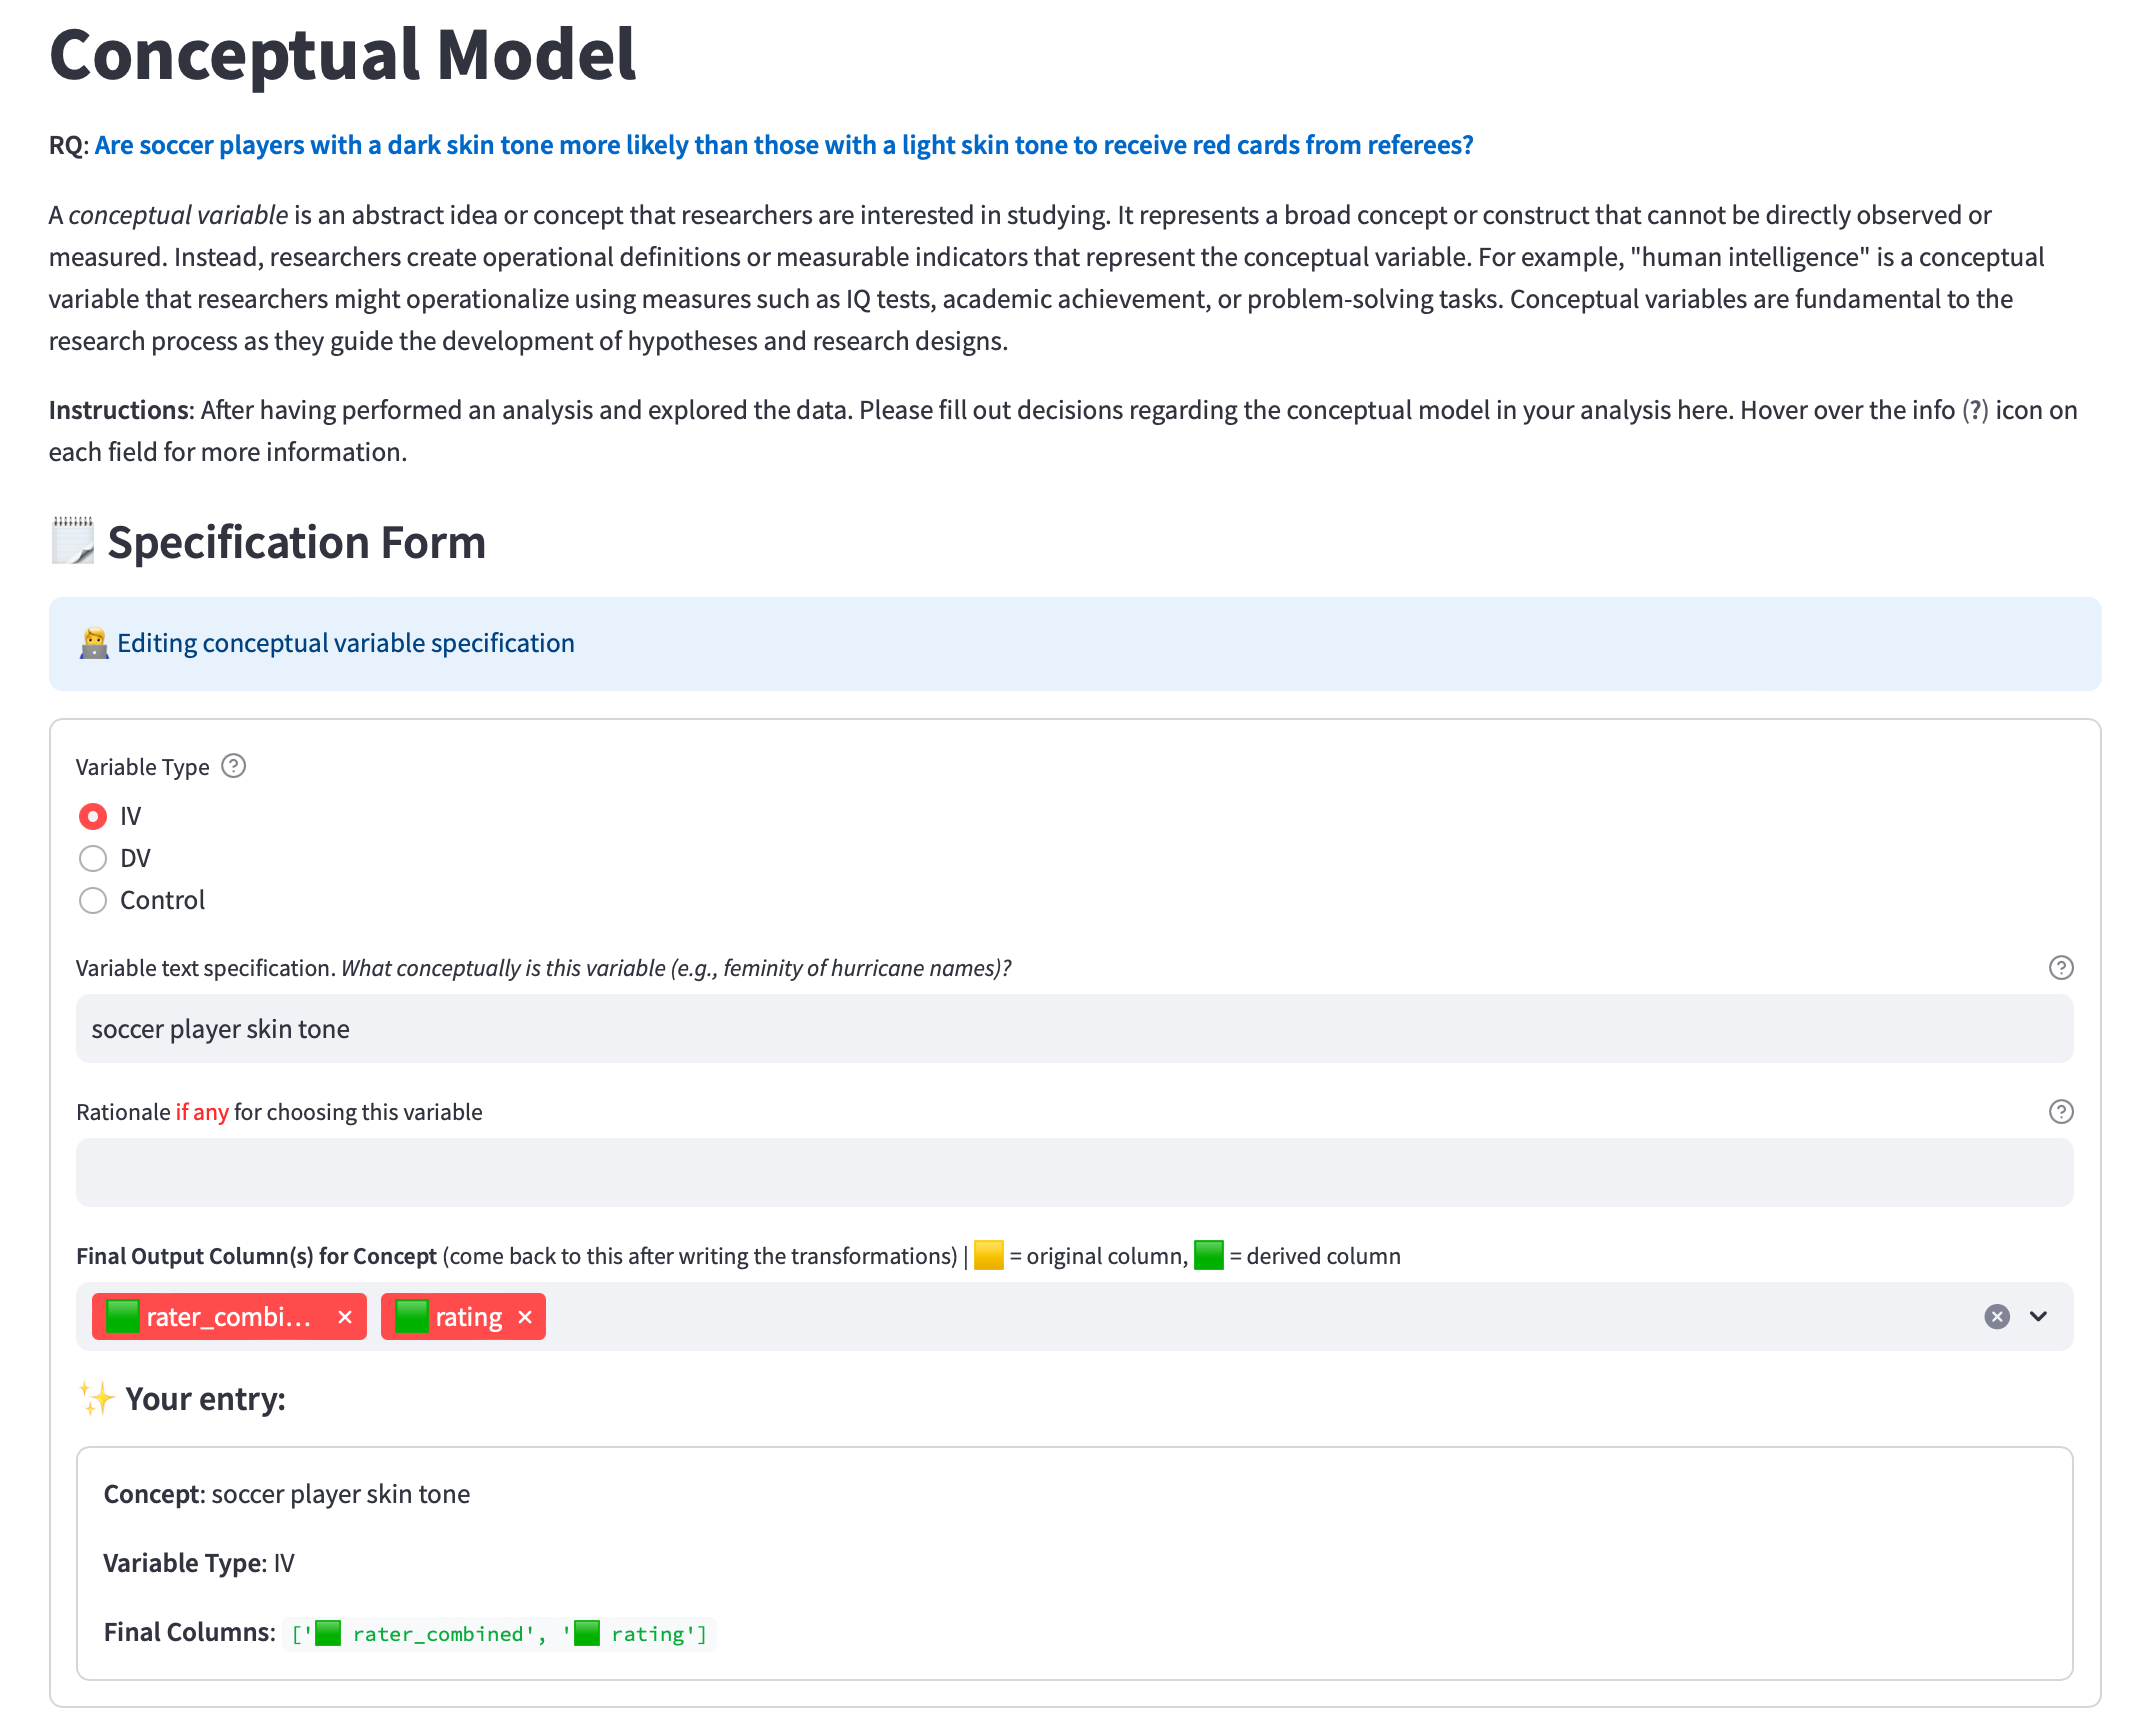 Conceptual Model
RQ: Are soccer players with a dark skin tone more likely than those with a light skin tone to receive red cards from referees?
A conceptual variable is an abstract idea or concept that researchers are interested in studying. It represents a broad concept or construct that cannot be directly observed or
measured. Instead, researchers create operational definitions or measurable indicators that represent the conceptual variable. For example, "human intelligence" is a conceptual
variable that researchers might operationalize using measures such as IQ tests, academic achievement, or problem-solving tasks. Conceptual variables are fundamental to the
research process as they guide the development of hypotheses and research designs.
Instructions: After having performed an analysis and explored the data. Please fill out decisions regarding the conceptual model in your analysis here. Hover over the info (?) icon on
each field for more information.
Specification Form
Editing conceptual variable specification
Variable Type ?
IV
DV
Control
Variable text specification. What conceptually is this variable (e.g., feminity of hurricane names)? ?
soccer player skin tone
Rationale if any for choosing this variable ?
Final Output Column(s) for Concept (come back to this after writing the transformations) | 🟨 = original column, 🟩 = derived column
🟩 rater_combi... × 🟩 rating ×
✨ Your entry:
Concept: soccer player skin tone
Variable Type: IV
Final Columns: ['🟩 rater_combined', '🟩 rating']